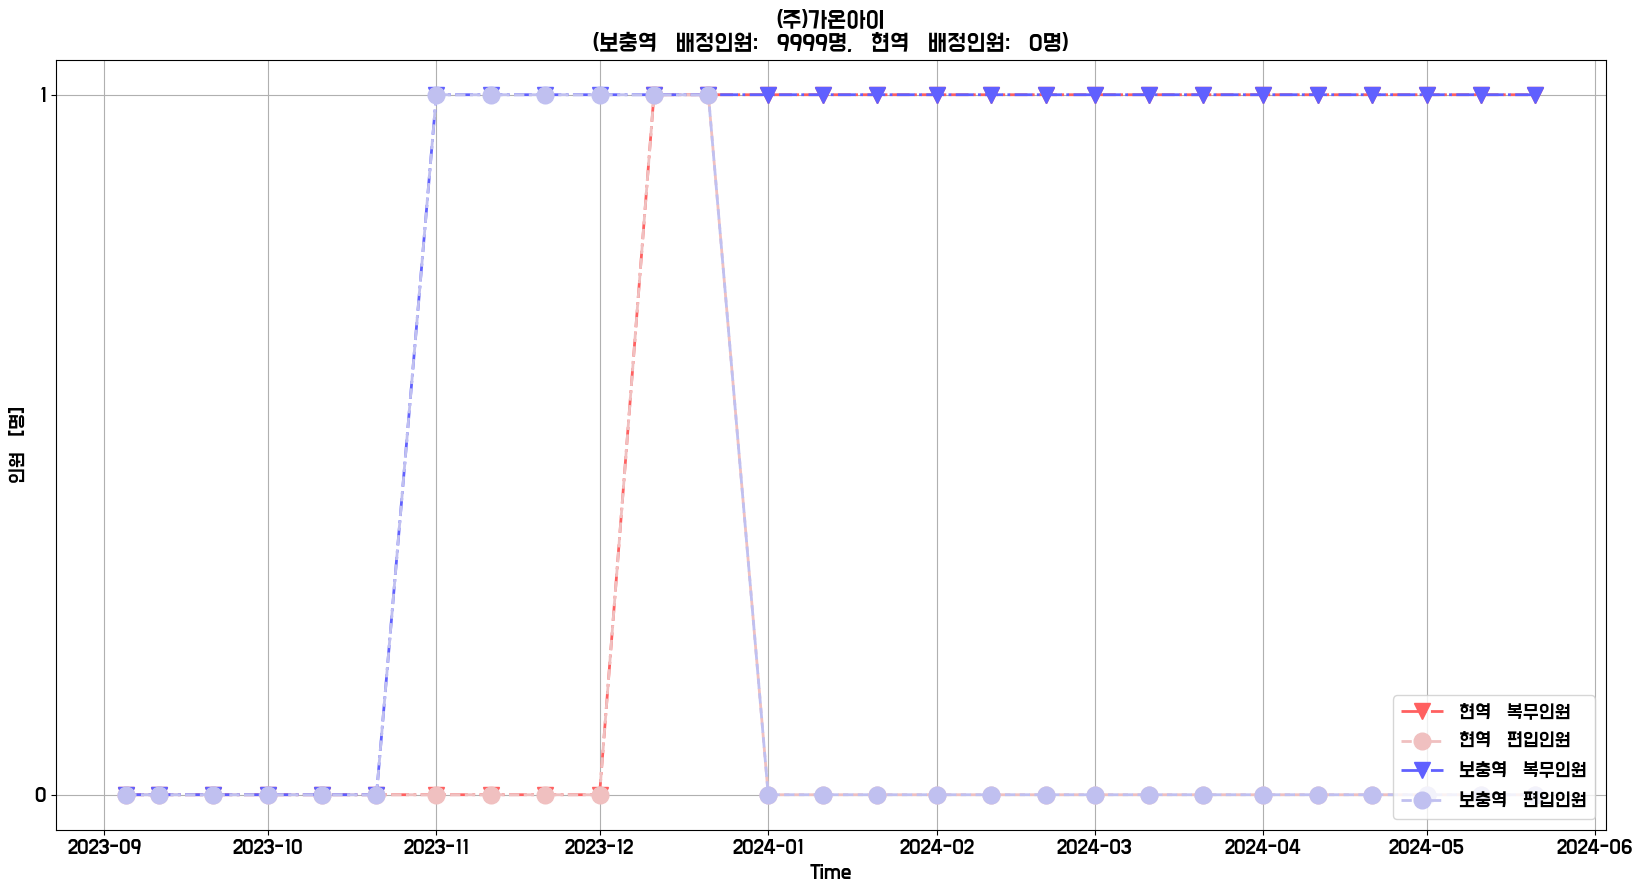 (주)가온아이
(보충역 배정인원: 9999명, 현역 배정인원: 0명)
1
0
인원 [명]
현역 복무인원
현역 편입인원
보충역 복무인원
보충역 편입인원
2023-09 2023-10 2023-11 2023-12 2024-01 2024-02 2024-03 2024-04 2024-05 2024-06
Time